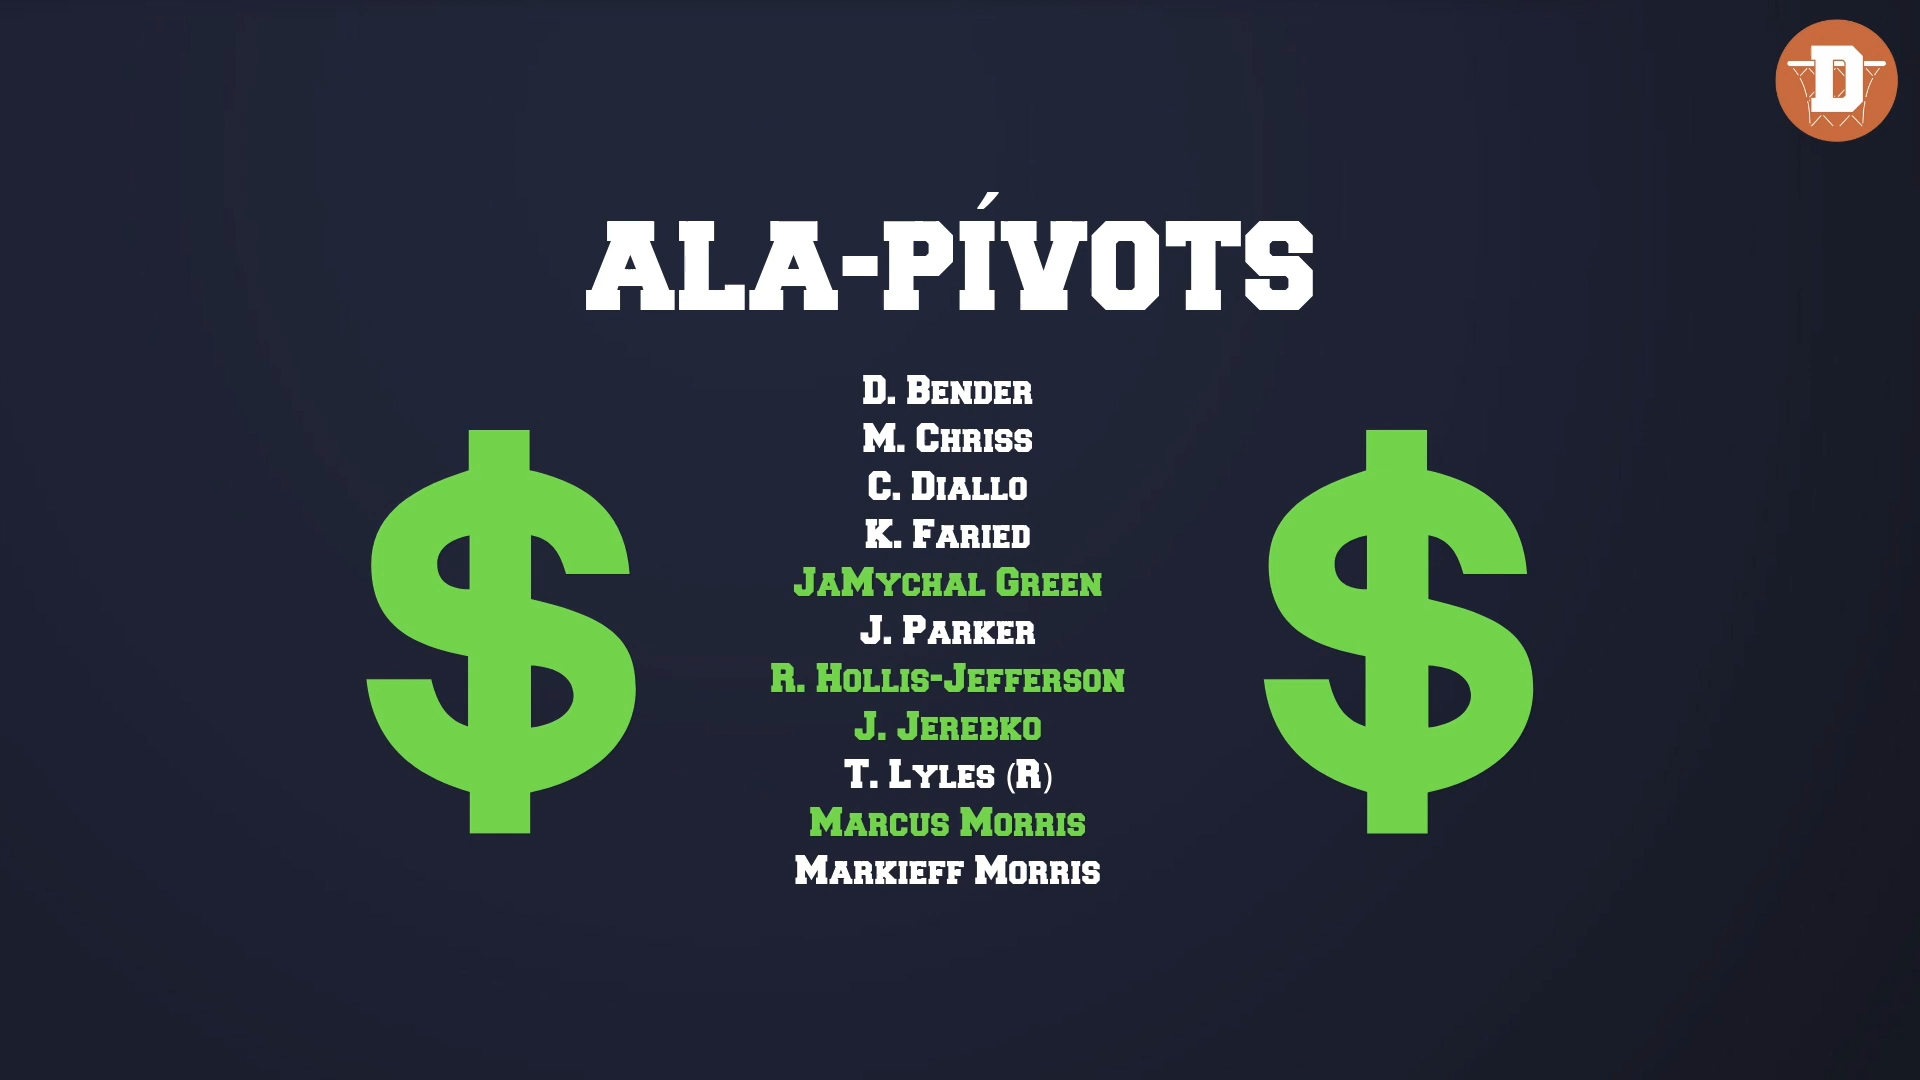 D
ALA-PÍVOTS
D. Bender
M. Chriss
C. Diallo
K. Faried
JaMychal Green
J. Parker
R. Hollis-Jefferson
J. Jerebko
T. Lyles (R)
Marcus Morris
Markieff Morris
$ $